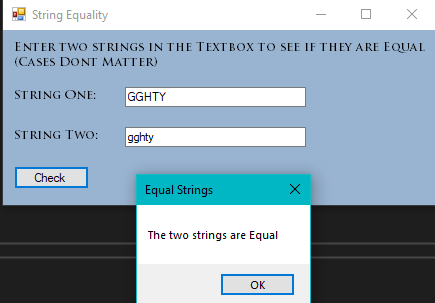 String Equality
Enter two strings in the Textbox to see if they are Equal
(Cases Dont Matter)
String One: GGHTY
String Two: gghty
Check
Equal Strings
The two strings are Equal
OK